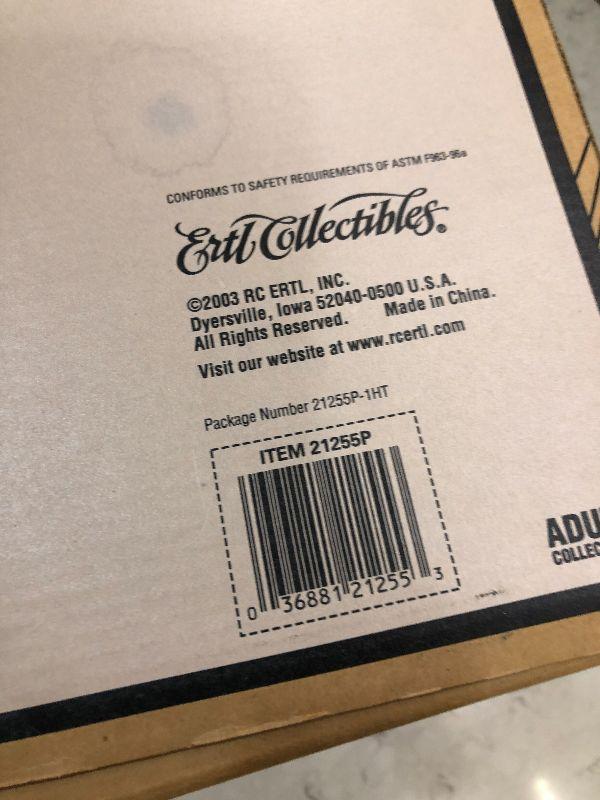 CONFORMS TO SAFETY REQUIREMENTS OF ASTM F963-96a
Ertl Collectibles®
©2003 RC ERTL, INC.
Dyersville, Iowa 52040-0500 U.S.A.
All Rights Reserved. Made in China.
Visit our website at www.rcertl.com
Package Number 21255P-1HT
ITEM 21255P
0 36881 21255 3
ADU
COLLEC